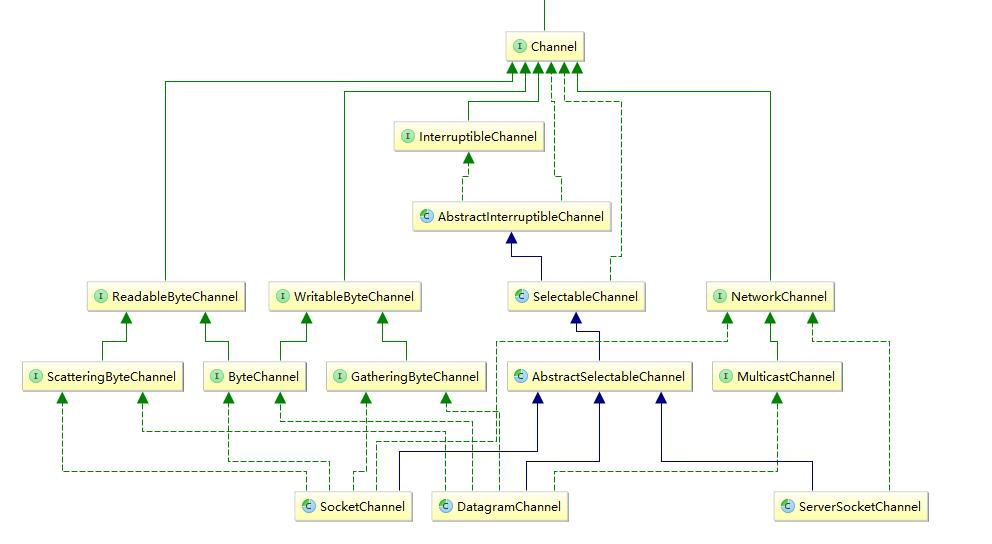 I Channel
I InterruptibleChannel
C AbstractInterruptibleChannel
I ReadableByteChannel
I WritableByteChannel
C SelectableChannel
I NetworkChannel
I ScatteringByteChannel
I ByteChannel
I GatheringByteChannel
C AbstractSelectableChannel
I MulticastChannel
C SocketChannel
C DatagramChannel
C ServerSocketChannel